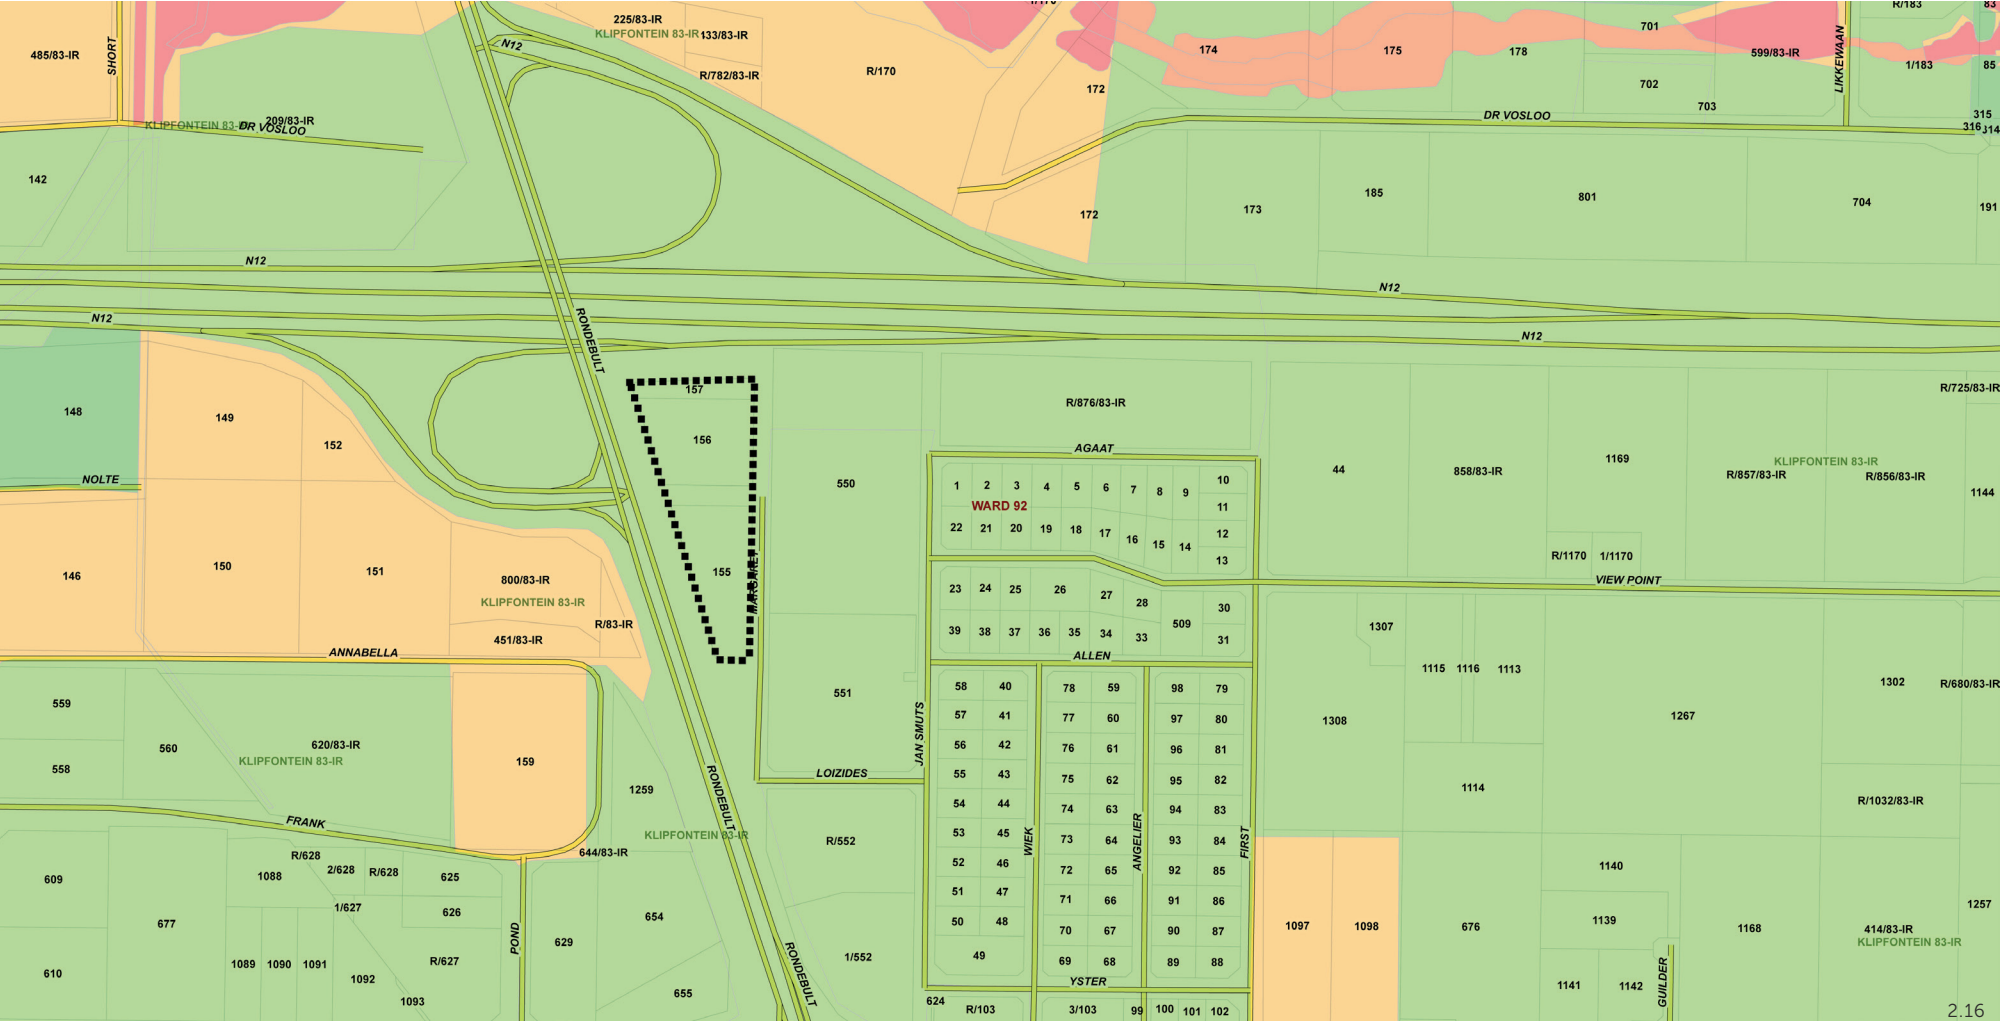 225/83-IR
R/183
83
KLIPFONTEIN 83-IR
133/83-IR
701
SHORT
N12
485/83-IR
174
175
178
599/83-IR
LIKKEWAAN
1/183
85
R/782/83-IR
R/170
172
702
703
209/83-IR
KLIPFONTEIN 83-IR
DR VOSLOO
DR VOSLOO
315
316
314
142
173
185
801
704
191
172
N12
N12
N12
N12
RONDEBULT
148
149
152
157
156
R/876/83-IR
R/725/83-IR
NOLTE
550
AGAAT
44
858/83-IR
1169
KLIPFONTEIN 83-IR
R/857/83-IR
R/856/83-IR
1144
1
2
3
4
5
6
7
8
9
10
WARD 92
11
22
21
20
19
18
17
16
15
14
12
13
R/1170
1/1170
146
150
151
800/83-IR
KLIPFONTEIN 83-IR
155
MARGARET
VIEW POINT
23
24
25
26
27
28
30
451/83-IR
R/83-IR
39
38
37
36
35
34
33
509
31
1307
ANNABELLA
ALLEN
1115
1116
1113
1302
R/680/83-IR
559
560
620/83-IR
KLIPFONTEIN 83-IR
558
159
551
JAN SMUTS
1308
1267
58
40
78
59
98
79
57
41
77
60
97
80
56
42
76
61
96
81
55
43
75
62
95
82
54
44
74
63
94
83
53
45
73
64
93
84
52
46
72
65
92
85
51
47
71
66
91
86
50
48
70
67
90
87
49
69
68
89
88
LOIZIDES
1259
RONDEBULT
1114
R/1032/83-IR
FRANK
KLIPFONTEIN 83-IR
R/552
WIEK
ANGELIER
FIRST
R/628
644/83-IR
609
1088
2/628
R/628
625
1140
1/627
626
677
654
1097
1098
676
1139
1168
1257
414/83-IR
KLIPFONTEIN 83-IR
POND
629
610
1089
1090
1091
1092
R/627
1093
655
RONDEBULT
1/552
YSTER
1141
1142
GUILDER
624
R/103
3/103
99
100
101
102
2.16